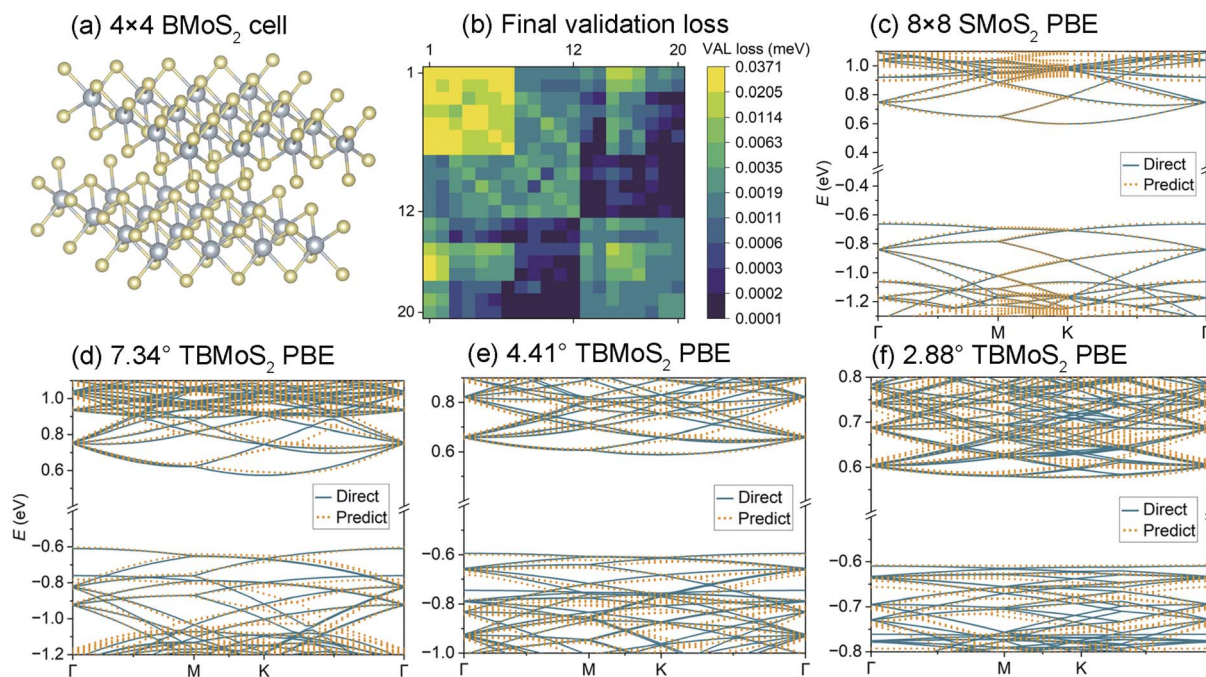 (a) 4×4 BMoS₂ cell
(b) Final validation loss
1
12
20
1
12
20
VAL loss (meV)
0.0371
0.0205
0.0114
0.0063
0.0035
0.0019
0.0011
0.0006
0.0003
0.0002
0.0001
(c) 8×8 SMoS₂ PBE
E (eV)
1.0
0.8
0.6
0.4
−0.6
−0.8
−1.0
−1.2
Direct
Predict
Γ M K Γ
(d) 7.34° TBMoS₂ PBE
E (eV)
1.0
0.8
0.6
−0.6
−0.8
−1.0
−1.2
Direct
Predict
Γ M K Γ
(e) 4.41° TBMoS₂ PBE
0.8
0.6
−0.6
−0.8
−1.0
Direct
Predict
Γ M K Γ
(f) 2.88° TBMoS₂ PBE
0.8
0.7
0.6
−0.6
−0.7
−0.8
Direct
Predict
Γ M K Γ